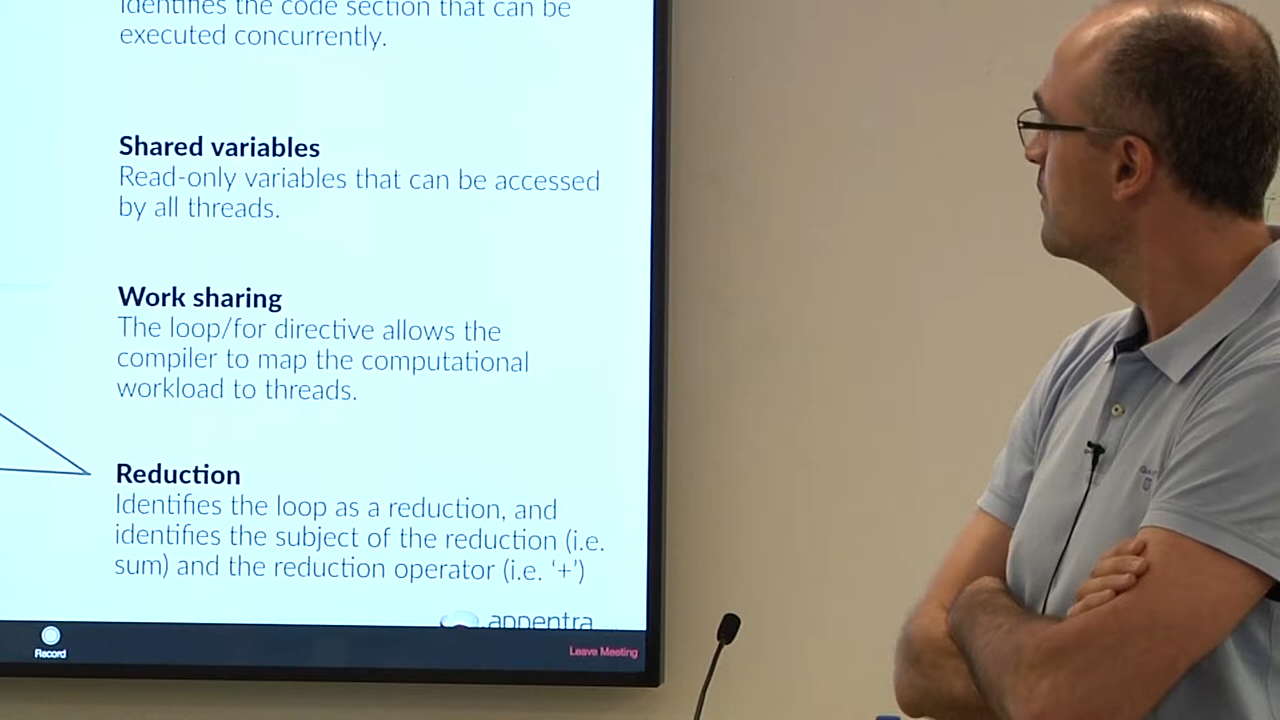 Identifies the code section that can be
executed concurrently.
Shared variables
Read-only variables that can be accessed
by all threads.
Work sharing
The loop/for directive allows the
compiler to map the computational
workload to threads.
Reduction
Identifies the loop as a reduction, and
identifies the subject of the reduction (i.e.
sum) and the reduction operator (i.e. ‘+’)
appentra
Record
Leave Meeting